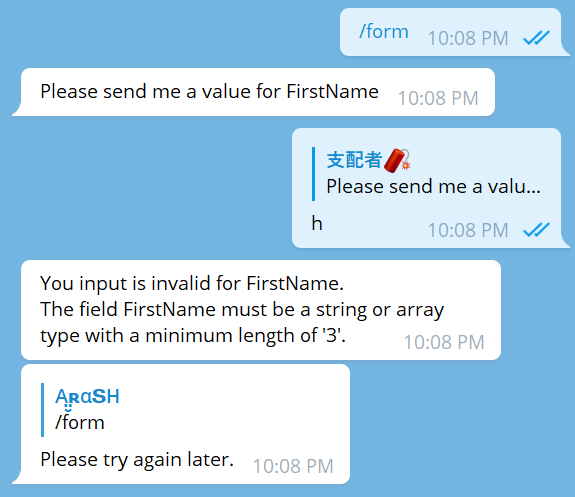 /form 10:08 PM
Please send me a value for FirstName 10:08 PM
支配者🧨
Please send me a valu...
h 10:08 PM
You input is invalid for FirstName.
The field FirstName must be a string or array
type with a minimum length of '3'. 10:08 PM
AʀαSH
/form
Please try again later. 10:08 PM